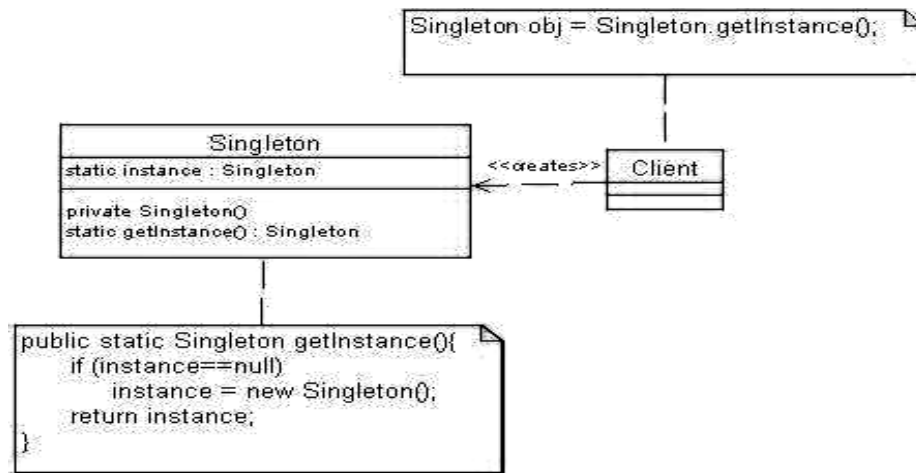 Singleton obj = Singleton.getInstance();
Singleton
static instance : Singleton
private Singleton()
static getInstance() : Singleton
<<creates>>
Client
public static Singleton getInstance(){
if (instance==null)
instance = new Singleton();
return instance;
}